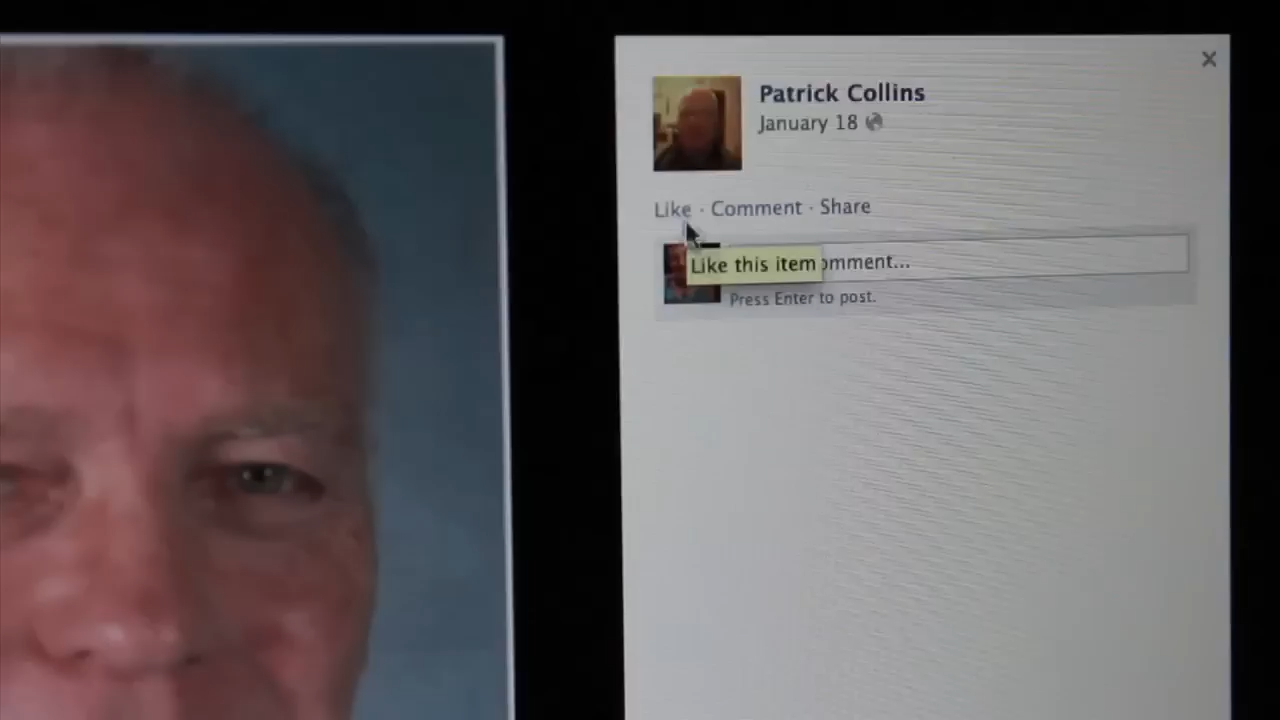 Patrick Collins
January 18
Like · Comment · Share
Like this item omment...
Press Enter to post.